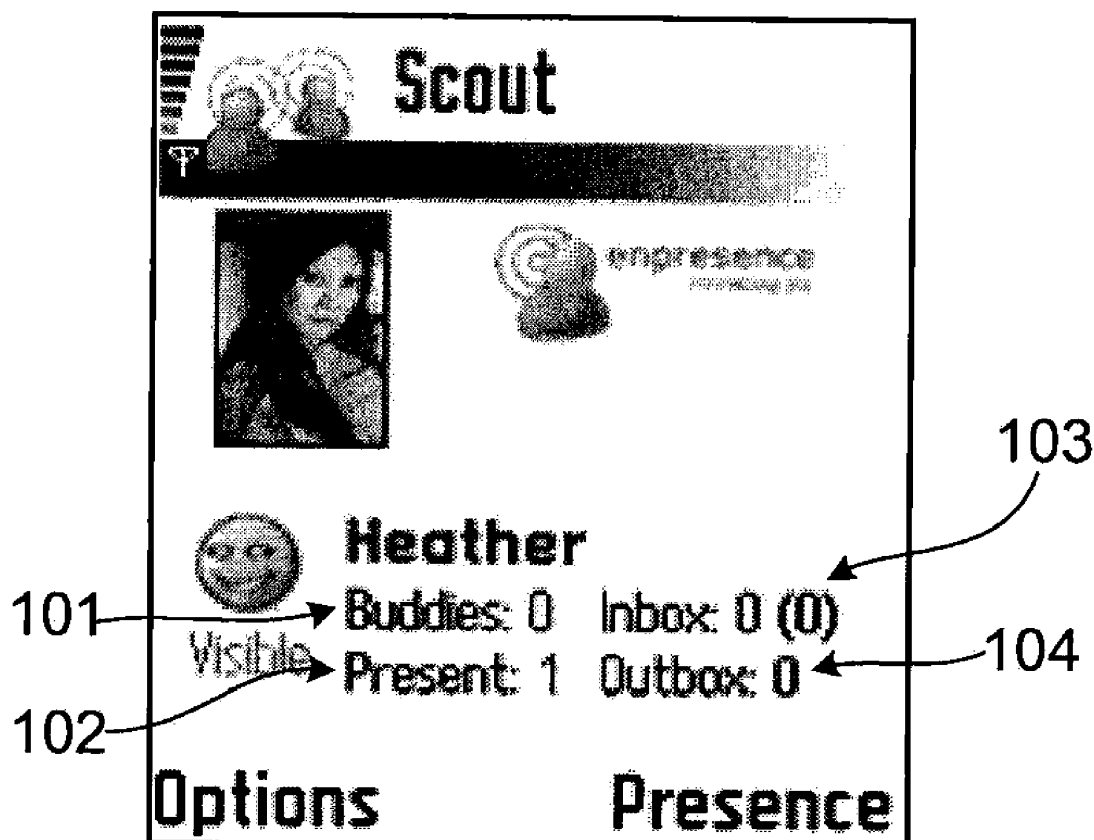 Scout
enpresence
103
Heather
101
Buddies: 0 Inbox: 0 (0)
Visible
Present: 1 Outbox: 0
104
102
Options Presence